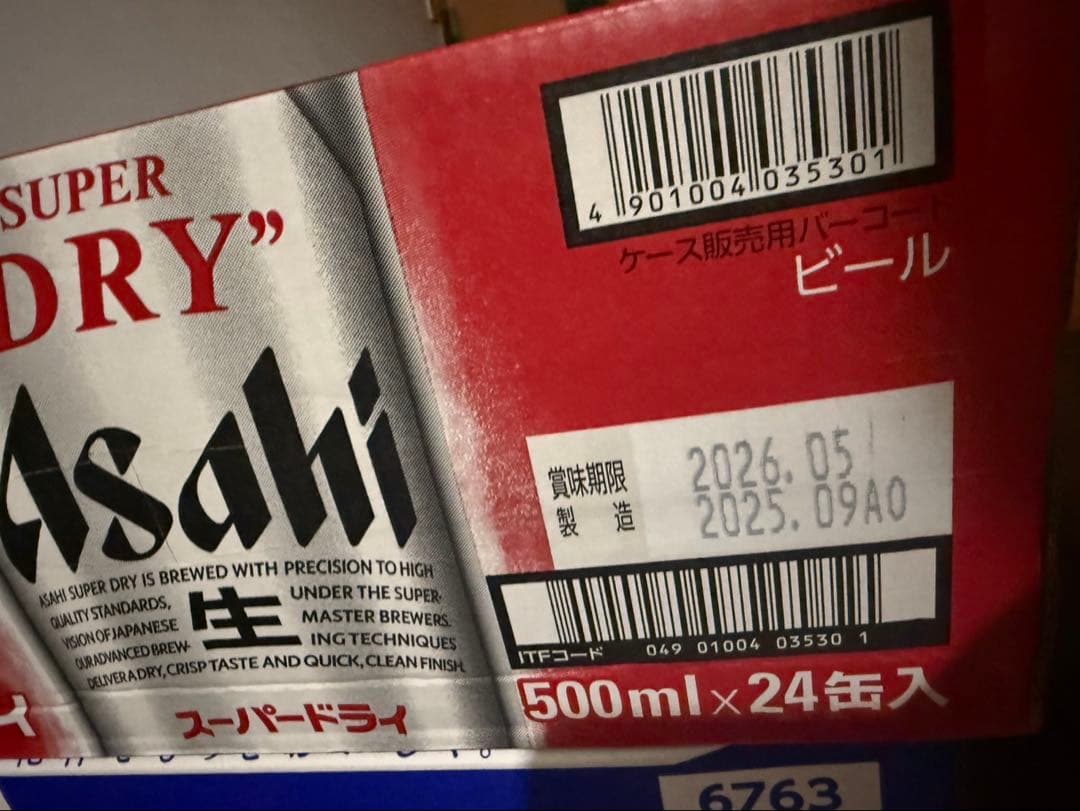 SUPER
DRY”
Asahi
ASAHI SUPER DRY IS BREWED WITH PRECISION TO HIGH
QUALITY STANDARDS, UNDER THE SUPER-
VISION OF JAPANESE 生 MASTER BREWERS.
OUR ADVANCED BREW- ING TECHNIQUES
DELIVER A DRY, CRISP TASTE AND QUICK, CLEAN FINISH.
スーパードライ
イ
4 901004 035301
ケース販売用バーコード
ビール
賞味期限 2026.05
製造 2025.09A0
ITFコード 049 01004 03530 1
500ml×24缶入
6763